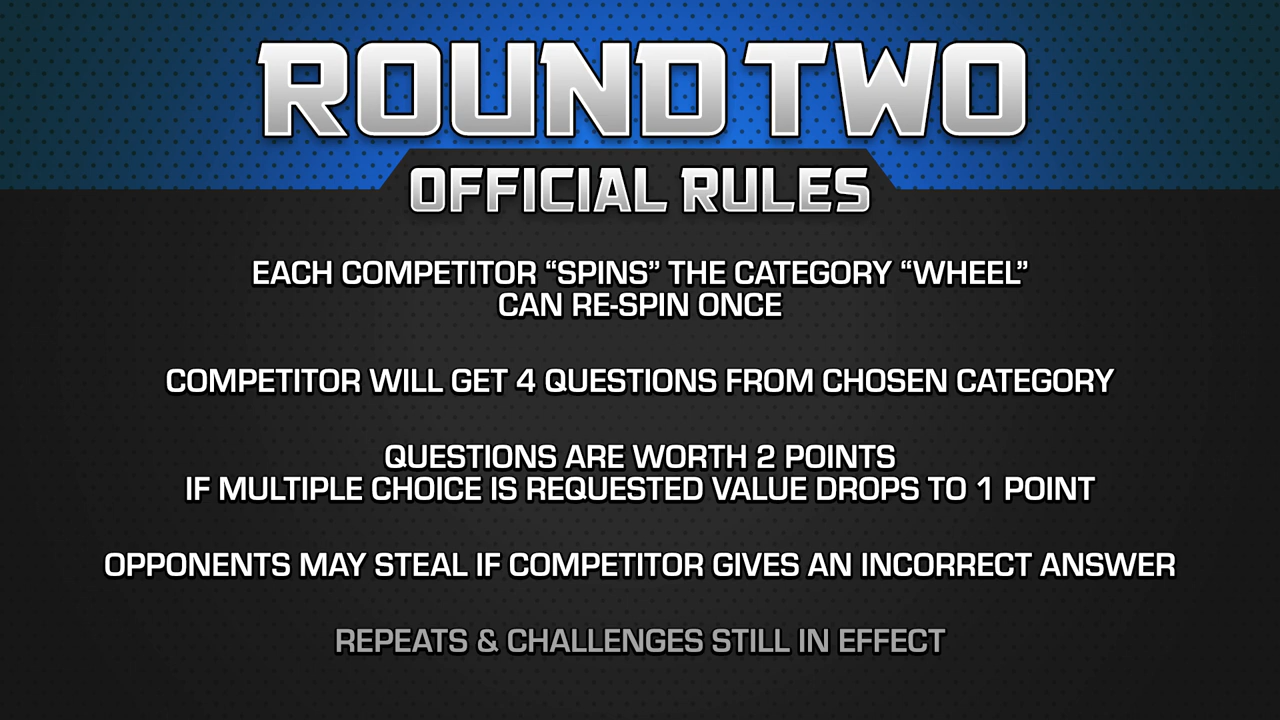 ROUND TWO
OFFICIAL RULES
EACH COMPETITOR “SPINS” THE CATEGORY “WHEEL”
CAN RE-SPIN ONCE
COMPETITOR WILL GET 4 QUESTIONS FROM CHOSEN CATEGORY
QUESTIONS ARE WORTH 2 POINTS
IF MULTIPLE CHOICE IS REQUESTED VALUE DROPS TO 1 POINT
OPPONENTS MAY STEAL IF COMPETITOR GIVES AN INCORRECT ANSWER
REPEATS & CHALLENGES STILL IN EFFECT